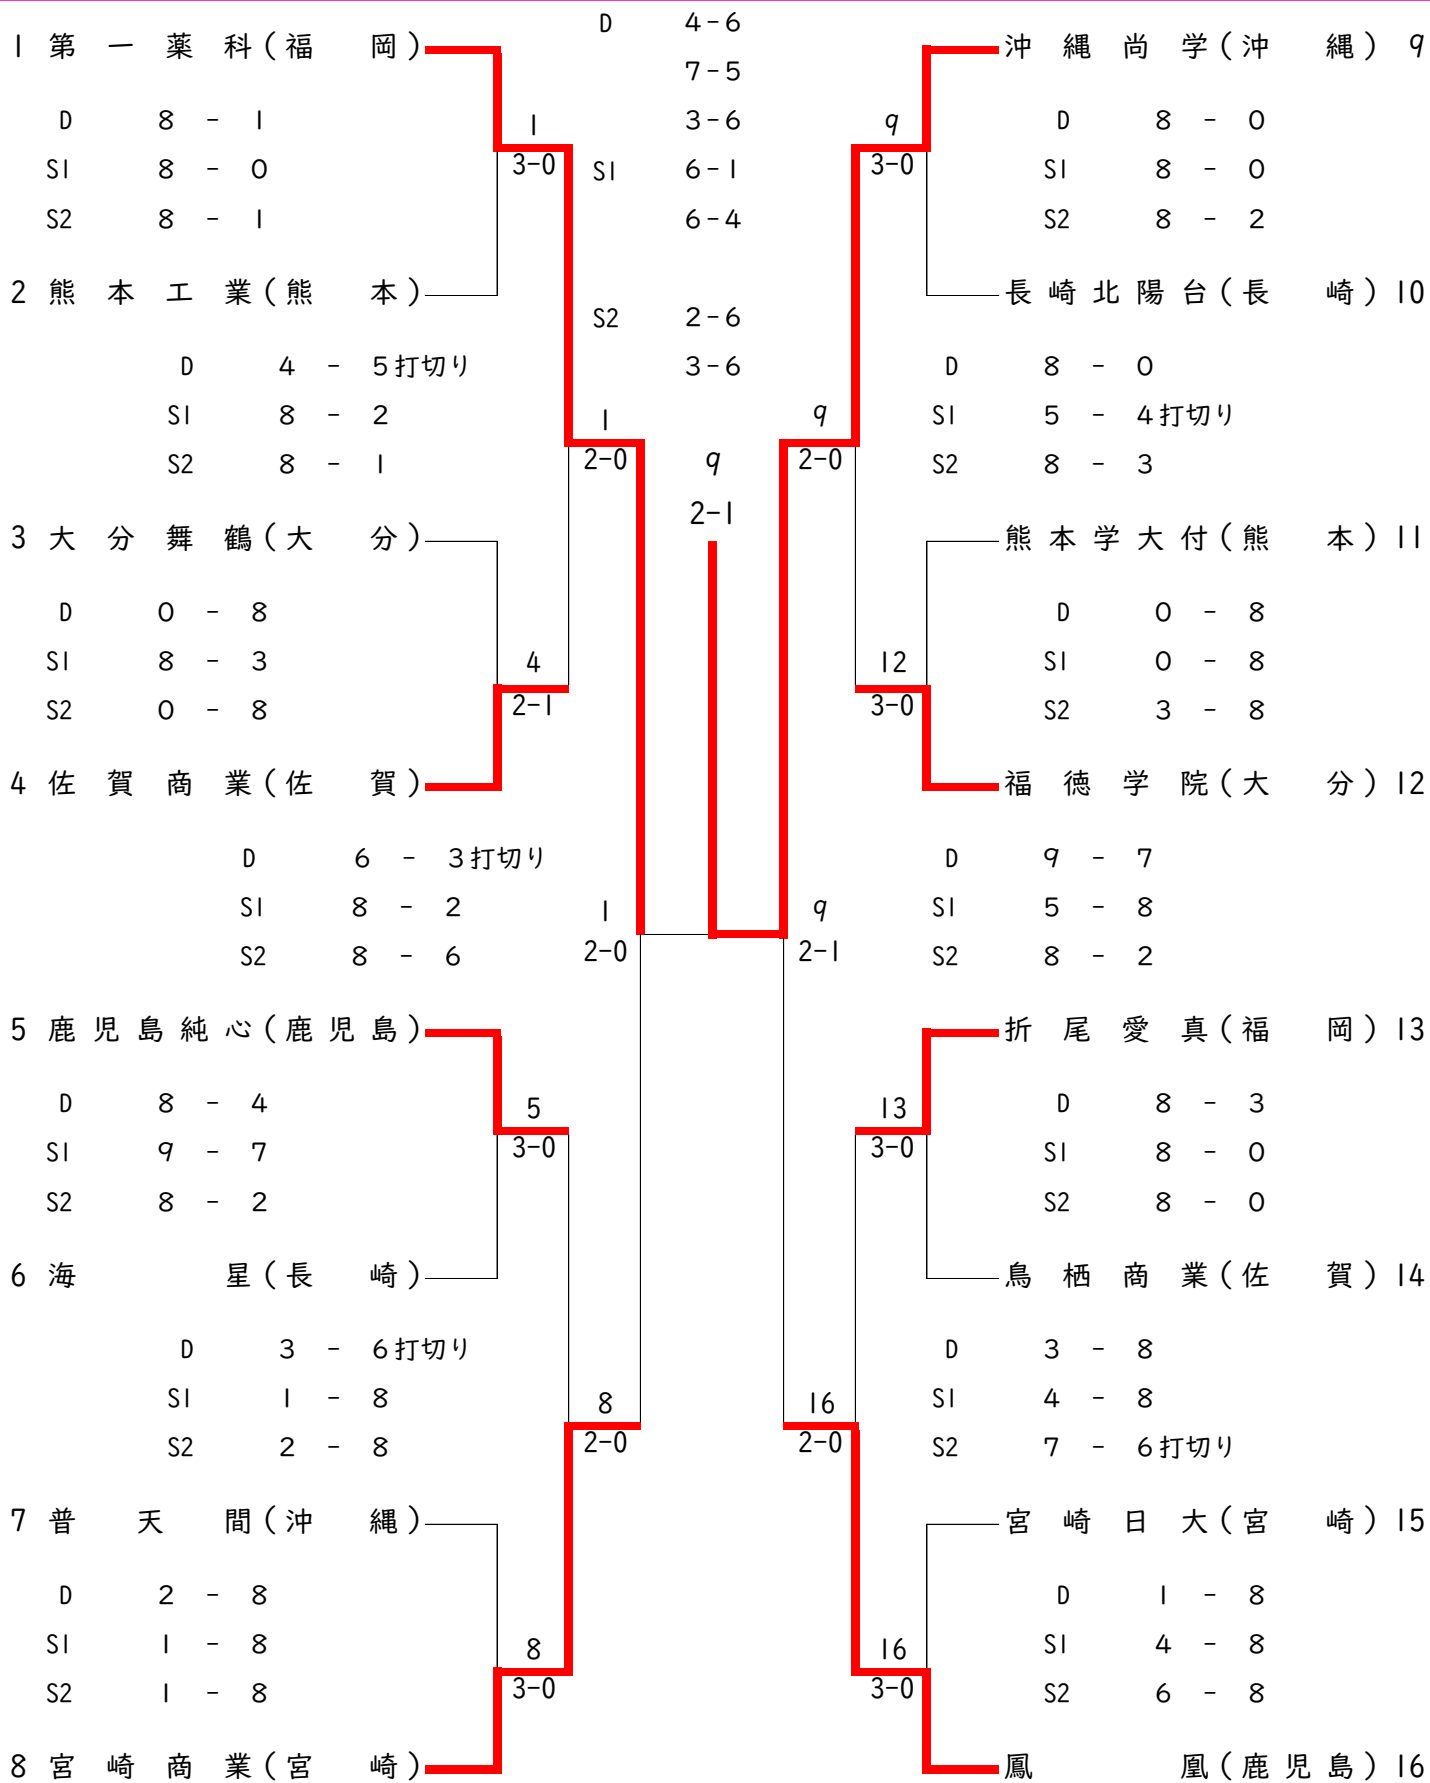 D 4-6
1 第一薬科(福岡) 沖縄尚学(沖縄) 9
7-5
D 8 - 1 1 3-6 9 D 8 - 0
S1 8 - 0 3-0 S1 6-1 3-0 S1 8 - 0
S2 8 - 1 6-4 S2 8 - 2
2 熊本工業(熊本) 長崎北陽台(長崎) 10
S2 2-6
D 4 - 5打切り 3-6 D 8 - 0
S1 8 - 2 1 9 S1 5 - 4打切り
S2 8 - 1 2-0 9 2-0 S2 8 - 3
2-1
3 大分舞鶴(大分) 熊本学大付(熊本) 11
D 0 - 8 D 0 - 8
S1 8 - 3 4 12 S1 0 - 8
S2 0 - 8 2-1 3-0 S2 3 - 8
4 佐賀商業(佐賀) 福徳学院(大分) 12
D 6 - 3打切り D 9 - 7
S1 8 - 2 1 9 S1 5 - 8
S2 8 - 6 2-0 2-1 S2 8 - 2
5 鹿児島純心(鹿児島) 折尾愛真(福岡) 13
D 8 - 4 5 13 D 8 - 3
S1 9 - 7 3-0 3-0 S1 8 - 0
S2 8 - 2 S2 8 - 0
6 海星(長崎) 鳥栖商業(佐賀) 14
D 3 - 6打切り D 3 - 8
S1 1 - 8 8 16 S1 4 - 8
S2 2 - 8 2-0 2-0 S2 7 - 6打切り
7 普天間(沖縄) 宮崎日大(宮崎) 15
D 2 - 8 D 1 - 8
S1 1 - 8 8 16 S1 4 - 8
S2 1 - 8 3-0 3-0 S2 6 - 8
8 宮崎商業(宮崎) 鳳凰(鹿児島) 16